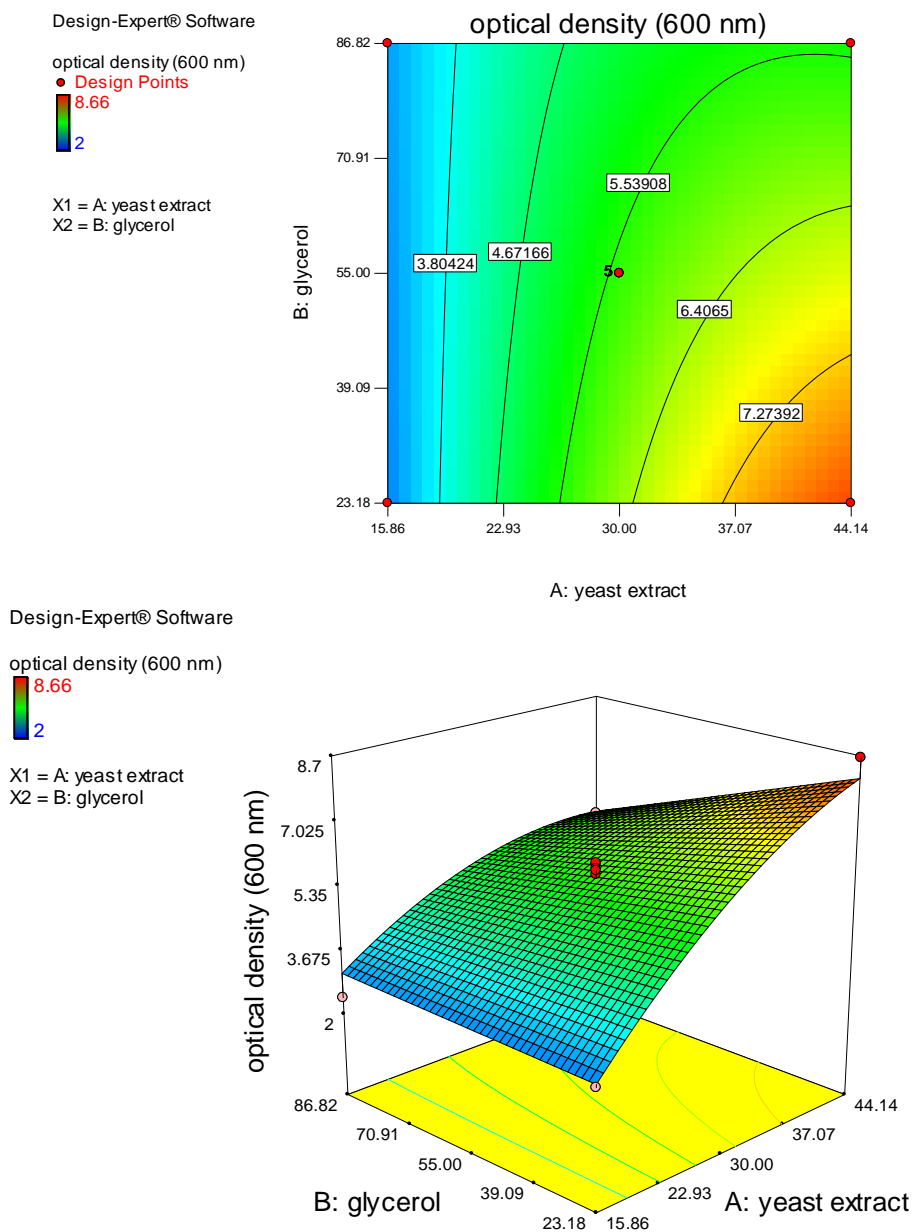 Design-Expert® Software
optical density (600 nm)
Design Points
8.66
2
X1 = A: yeast extract
X2 = B: glycerol
optical density (600 nm)
86.82
70.91
55.00
39.09
23.18
B: glycerol
3.80424
4.67166
5.53908
6.4065
7.27392
5
15.86
22.93
30.00
37.07
44.14
A: yeast extract
Design-Expert® Software
optical density (600 nm)
8.66
2
X1 = A: yeast extract
X2 = B: glycerol
optical density (600 nm)
8.7
7.025
5.35
3.675
2
86.82
70.91
55.00
39.09
23.18
B: glycerol
15.86
22.93
30.00
37.07
44.14
A: yeast extract